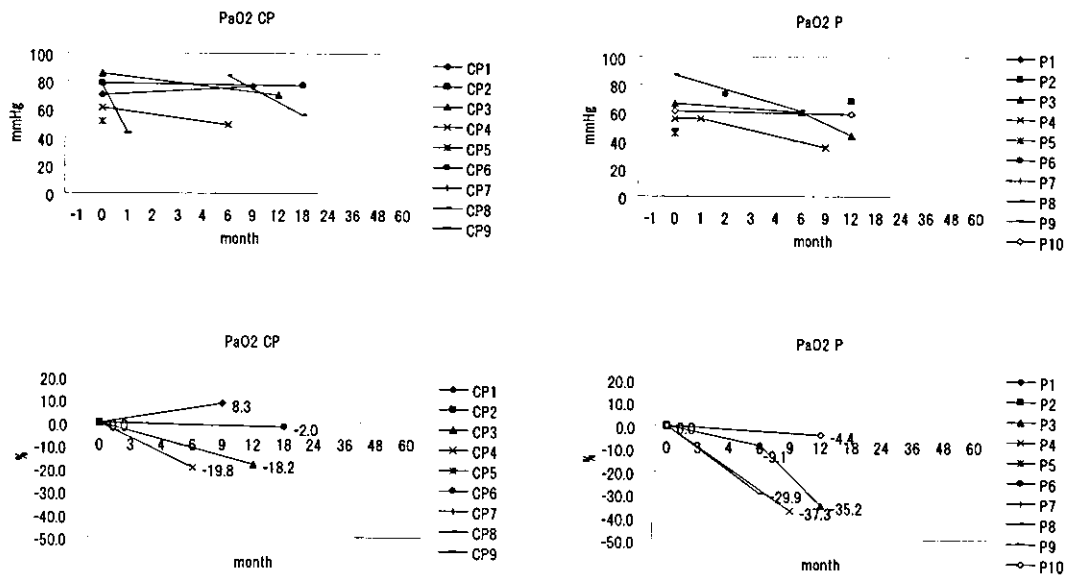 PaO2 CP
100
80
60
40
20
0
mmHg
-1 0 1 2 3 4 6 9 12 18 24 36 48 60
month
CP1
CP2
CP3
CP4
CP5
CP6
CP7
CP8
CP9
PaO2 P
100
80
60
40
20
0
mmHg
-1 0 1 2 3 4 6 9 12 18 24 36 48 60
month
P1
P2
P3
P4
P5
P6
P7
P8
P9
P10
PaO2 CP
20.0
10.0
0.0
-10.0
-20.0
-30.0
-40.0
-50.0
%
0 3 4 6 9 12 18 24 36 48 60
0.0
8.3
-2.0
-19.8
-18.2
month
CP1
CP2
CP3
CP4
CP5
CP6
CP7
CP8
CP9
PaO2 P
20.0
10.0
0.0
-10.0
-20.0
-30.0
-40.0
-50.0
%
0 3 4 6 9 12 18 24 36 48 60
0.0
-4.4
-9.1
-29.9
-37.3
-35.2
month
P1
P2
P3
P4
P5
P6
P7
P8
P9
P10